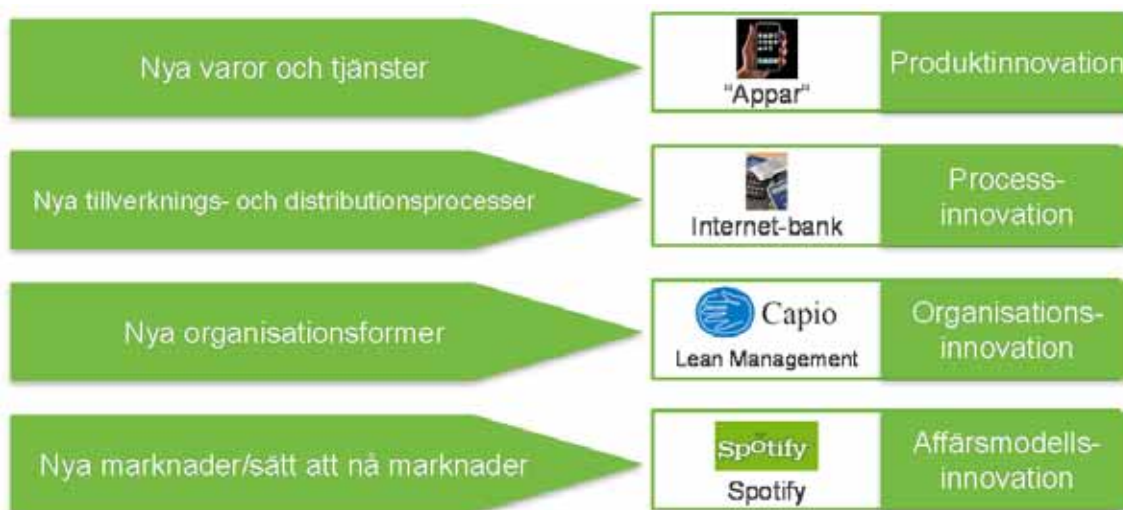 Nya varor och tjänster
"Appar"
Produktinnovation
Nya tillverknings- och distributionsprocesser
Internet-bank
Process-
innovation
Nya organisationsformer
Capio
Lean Management
Organisations-
innovation
Nya marknader/sätt att nå marknader
Spotify
Spotify
Affärsmodells-
innovation